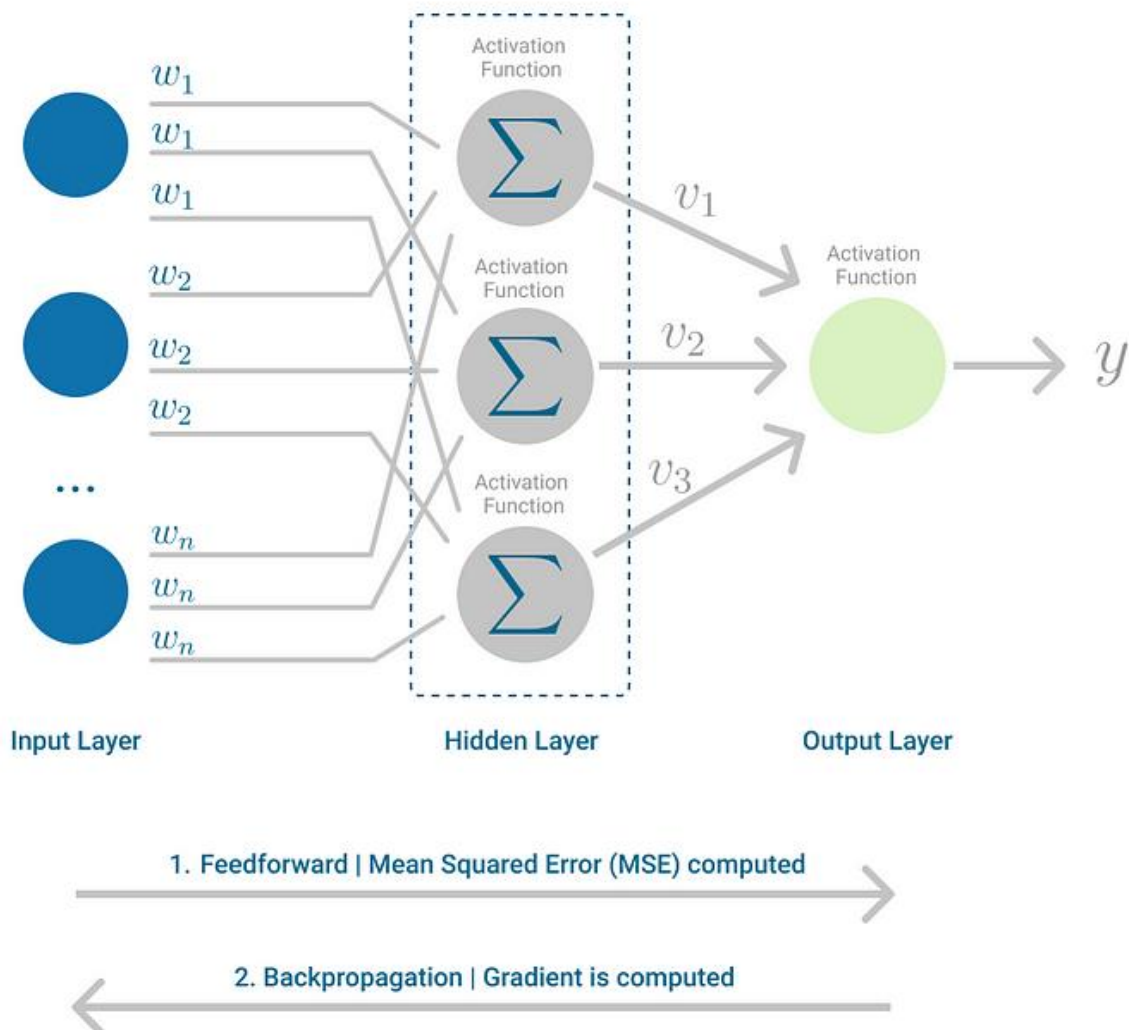 Activation
Function
w₁
w₁
w₁
Σ
v₁
w₂
w₂
w₂
Activation
Function
Σ
v₂
Activation
Function
y
...
wₙ
wₙ
wₙ
Activation
Function
Σ
v₃
Input Layer
Hidden Layer
Output Layer
1. Feedforward | Mean Squared Error (MSE) computed
2. Backpropagation | Gradient is computed